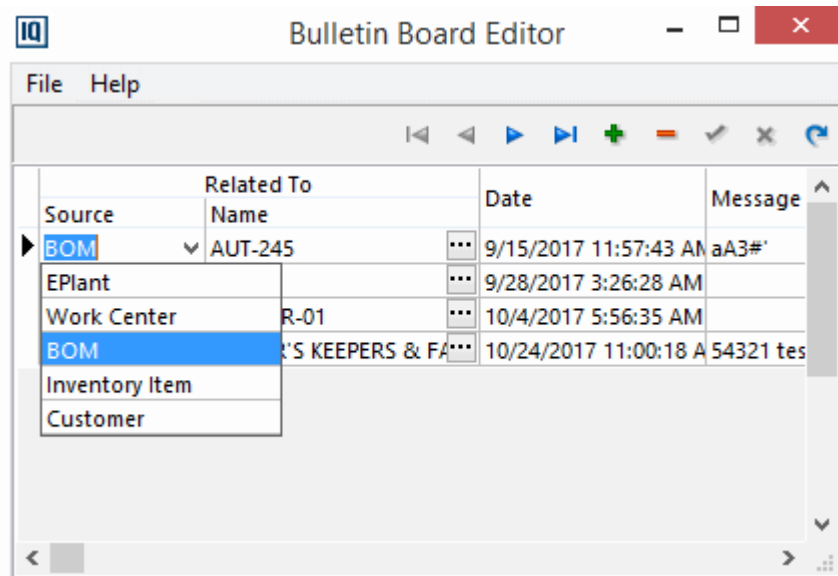 IQ
Bulletin Board Editor
File Help
Related To
Date
Message
Source Name
BOM AUT-245 ... 9/15/2017 11:57:43 AM aA3#'
EPlant ... 9/28/2017 3:26:28 AM
Work Center R-01 ... 10/4/2017 5:56:35 AM
BOM R'S KEEPERS & FA ... 10/24/2017 11:00:18 A 54321 tes
Inventory Item
Customer